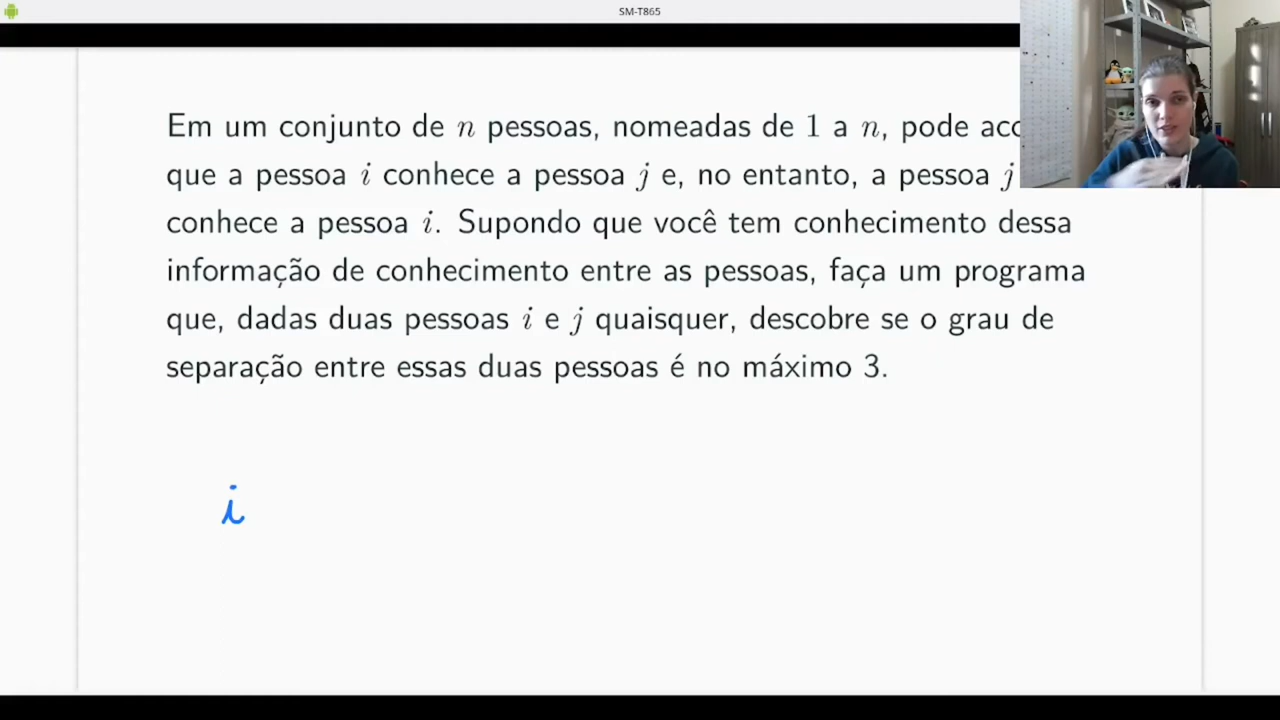 SM-T865
Em um conjunto de n pessoas, nomeadas de 1 a n, pode
que a pessoa i conhece a pessoa j e, no entanto, a pessoa j
conhece a pessoa i. Supondo que você tem conhecimento dessa
informação de conhecimento entre as pessoas, faça um programa
que, dadas duas pessoas i e j quaisquer, descobre se o grau de
separação entre essas duas pessoas é no máximo 3.
i